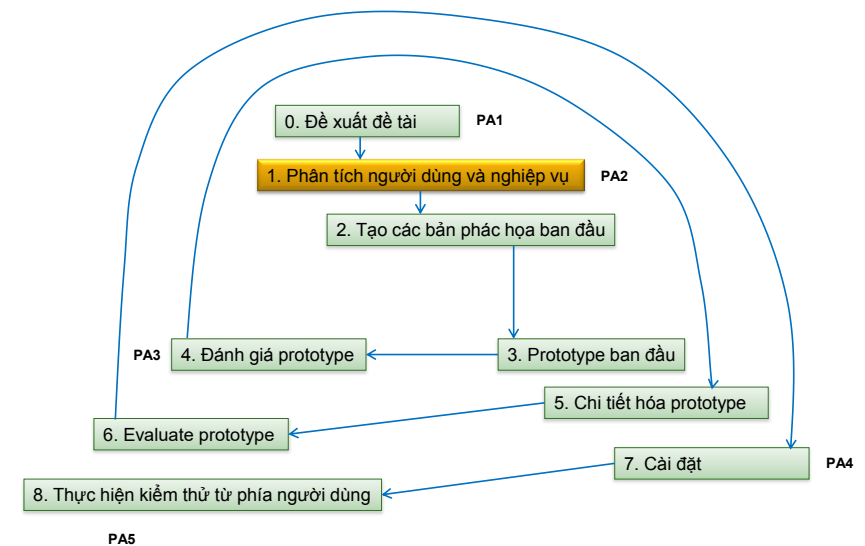 0. Đề xuất đề tài
PA1
1. Phân tích người dùng và nghiệp vụ
PA2
2. Tạo các bản phác họa ban đầu
PA3
4. Đánh giá prototype
3. Prototype ban đầu
5. Chi tiết hóa prototype
6. Evaluate prototype
7. Cài đặt
PA4
8. Thực hiện kiểm thử từ phía người dùng
PA5